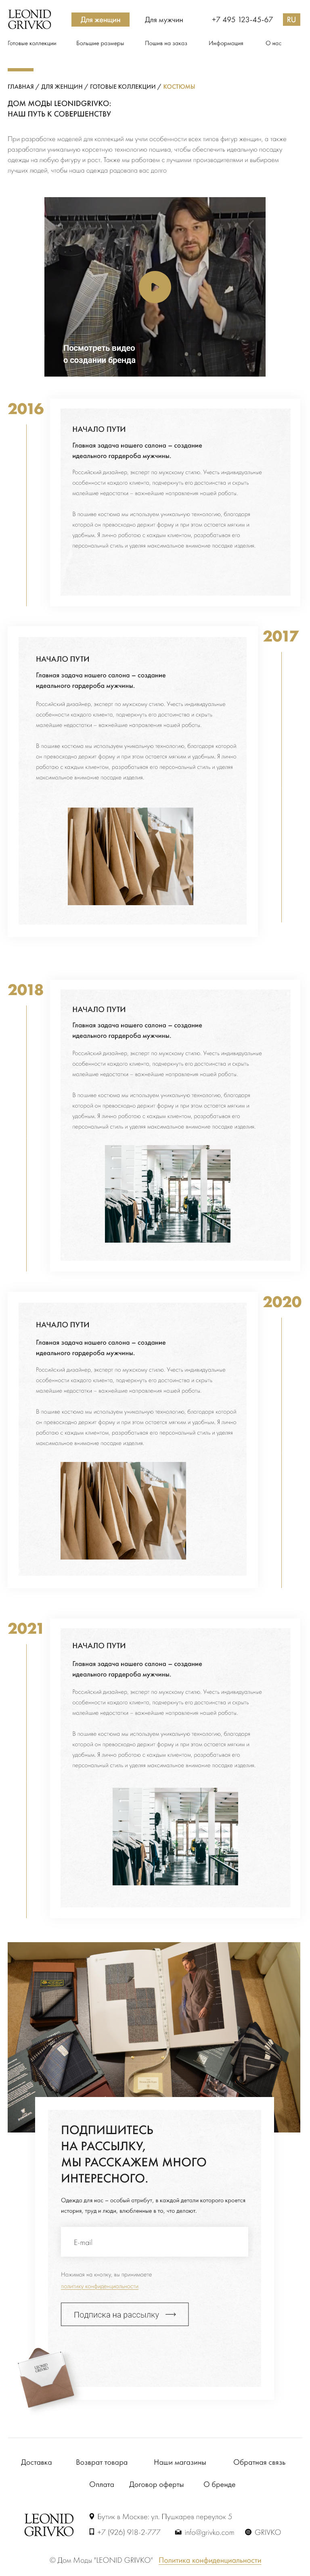 LEONID
GRIVKO
Для женщин
Для мужчин
+7 495 123-45-67
RU
Готовые коллекции
Большие размеры
Пошив на заказ
Информация
О нас
ГЛАВНАЯ / ДЛЯ ЖЕНЩИН / ГОТОВЫЕ КОЛЛЕКЦИИ / КОСТЮМЫ
ДОМ МОДЫ LEONIDGRIVKO:
НАШ ПУТЬ К СОВЕРШЕНСТВУ
При разработке моделей для коллекций мы учли особенности всех типов фигур женщин, а также
разработали уникальную корсетную технологию пошива, чтобы обеспечить идеальную посадку
одежды на любую фигуру и рост. Также мы работаем с лучшими производителями и выбираем
лучших людей, чтобы наша одежда радовала вас долго
Посмотреть видео
о создании бренда
2016
НАЧАЛО ПУТИ
Главная задача нашего салона – создание
идеального гардероба мужчины.
Российский дизайнер, эксперт по мужскому стилю. Учесть индивидуальные
особенности каждого клиента, подчеркнуть его достоинства и скрыть
малейшие недостатки – важнейшие направления нашей работы.
В пошиве костюма мы используем уникальную технологию, благодаря
которой он превосходно держит форму и при этом остается мягким и
удобным. Я лично работаю с каждым клиентом, разрабатывая его
персональный стиль и уделяя максимальное внимание посадке изделия.
2017
НАЧАЛО ПУТИ
Главная задача нашего салона – создание
идеального гардероба мужчины.
Российский дизайнер, эксперт по мужскому стилю. Учесть индивидуальные
особенности каждого клиента, подчеркнуть его достоинства и скрыть
малейшие недостатки – важнейшие направления нашей работы.
В пошиве костюма мы используем уникальную технологию, благодаря которой
он превосходно держит форму и при этом остается мягким и удобным. Я лично
работаю с каждым клиентом, разрабатывая его персональный стиль и уделяя
максимальное внимание посадке изделия.
2018
НАЧАЛО ПУТИ
Главная задача нашего салона – создание
идеального гардероба мужчины.
Российский дизайнер, эксперт по мужскому стилю. Учесть индивидуальные
особенности каждого клиента, подчеркнуть его достоинства и скрыть
малейшие недостатки – важнейшие направления нашей работы.
В пошиве костюма мы используем уникальную технологию, благодаря
которой он превосходно держит форму и при этом остается мягким и
удобным. Я лично работаю с каждым клиентом, разрабатывая его
персональный стиль и уделяя максимальное внимание посадке изделия.
2020
НАЧАЛО ПУТИ
Главная задача нашего салона – создание
идеального гардероба мужчины.
Российский дизайнер, эксперт по мужскому стилю. Учесть индивидуальные
особенности каждого клиента, подчеркнуть его достоинства и скрыть
малейшие недостатки – важнейшие направления нашей работы.
В пошиве костюма мы используем уникальную технологию, благодаря которой
он превосходно держит форму и при этом остается мягким и удобным. Я лично
работаю с каждым клиентом, разрабатывая его персональный стиль и уделяя
максимальное внимание посадке изделия.
2021
НАЧАЛО ПУТИ
Главная задача нашего салона – создание
идеального гардероба мужчины.
Российский дизайнер, эксперт по мужскому стилю. Учесть индивидуальные
особенности каждого клиента, подчеркнуть его достоинства и скрыть
малейшие недостатки – важнейшие направления нашей работы.
В пошиве костюма мы используем уникальную технологию, благодаря
которой он превосходно держит форму и при этом остается мягким и
удобным. Я лично работаю с каждым клиентом, разрабатывая его
персональный стиль и уделяя максимальное внимание посадке изделия.
ПОДПИШИТЕСЬ
НА РАССЫЛКУ,
МЫ РАССКАЖЕМ МНОГО
ИНТЕРЕСНОГО.
Одежда для нас – особый атрибут, в каждой детали которого кроется
история, труд и люди, влюбленные в то, что делают.
E-mail
Нажимая на кнопку, вы принимаете
политику конфиденциальности
Подписка на рассылку
LEONID
GRIVKO
Доставка
Возврат товара
Наши магазины
Обратная связь
Оплата
Договор оферты
О бренде
LEONID
GRIVKO
Бутик в Москве: ул. Пушкарев переулок 5
+7 (926) 918-2-777
info@grivko.com
GRIVKO
© Дом Моды "LEONID GRIVKO" Политика конфиденциальности